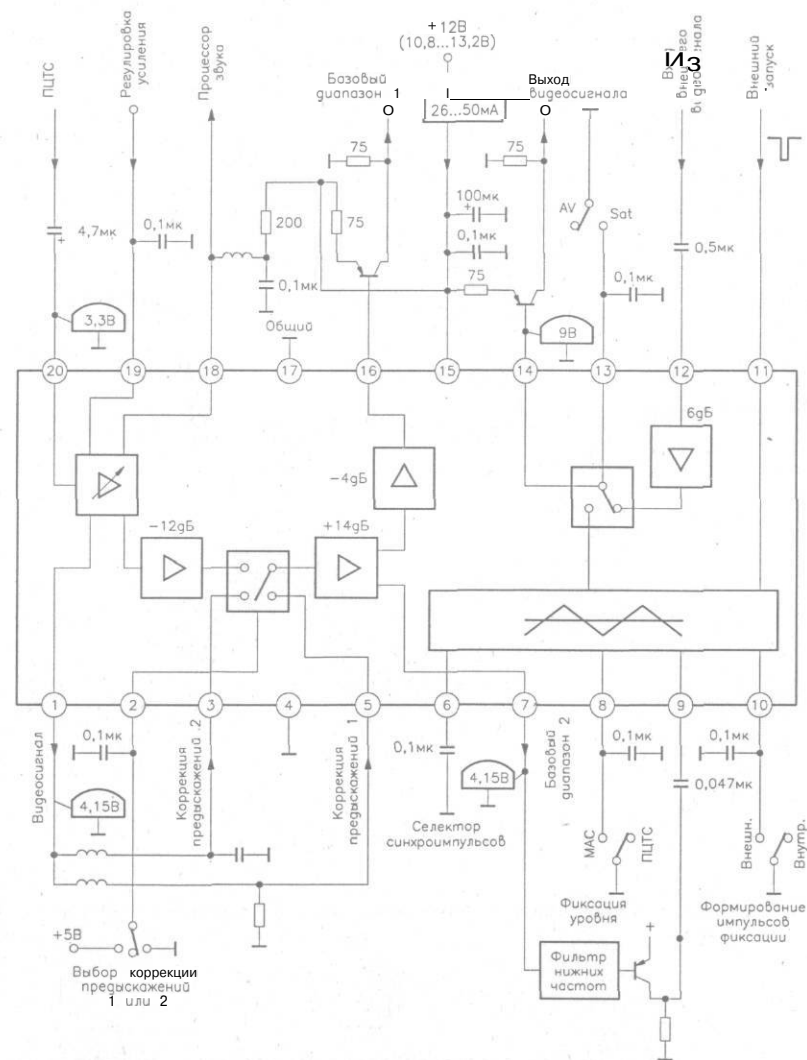 ПЦТС
Регулировка
усиления
Процессор
звука
+12В
(10,8...13,2В)
26...50мА
Базовый
диапазон 1
Выход
видеосигнала
Из
Внешний
запуск
75
75
4,7мк
+
0,1мк
200
75
100мк
+
0,1мк
0,1мк
75
AV
Sat
0,5мк
0,1мк
3,3В
Общий
9В
20
19
18
17
16
15
14
13
12
11
6дБ
-4дБ
-12дБ
+14дБ
1
2
3
4
5
6
7
8
9
10
Видеосигнал
0,1мк
4,15В
Коррекция
предыскажений 2
Коррекция
предыскажений 1
0,1мк
4,15В
Базовый
диапазон 2
0,1мк
0,1мк
0,047мк
Селектор
синхроимпульсов
МАС
ПЦТС
Внешн.
Внутр.
Фиксация
уровня
Формирование
импульсов
фиксации
+5В
Выбор коррекции
предыскажений
1 или 2
Фильтр
нижних
частот
+